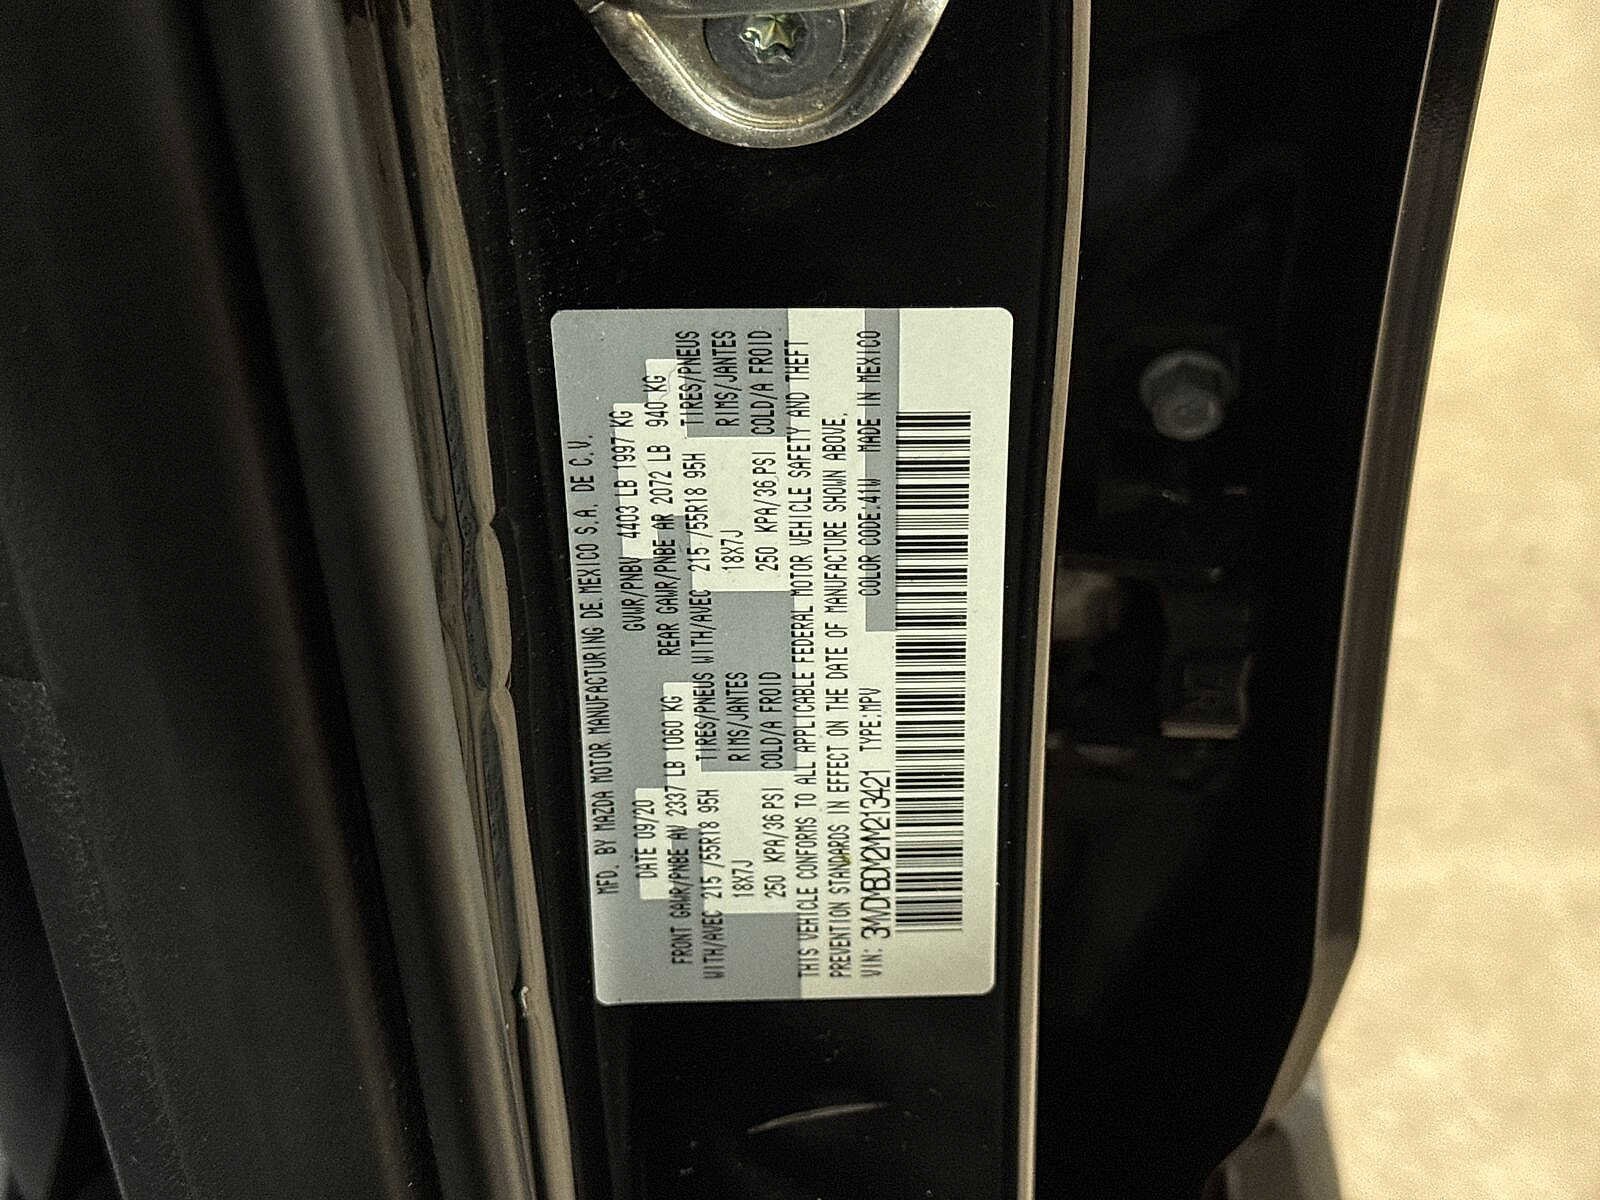 MFD. BY MAZDA MOTOR MANUFACTURING DE MEXICO S.A. DE C.V.
DATE 09/20 GVWR/PNBV 4403 LB 1997 KG
FRONT GAWR/PNBE AV 2337 LB 1060 KG REAR GAWR/PNBE AR 2072 LB 940 KG
WITH/AVEC 215 /55R18 95H TIRES/PNEUS WITH/AVEC 215 /55R18 95H TIRES/PNEUS
18X7J RIMS/JANTES 18X7J RIMS/JANTES
250 KPA/36 PSI COLD/A FROID 250 KPA/36 PSI COLD/A FROID
THIS VEHICLE CONFORMS TO ALL APPLICABLE FEDERAL MOTOR VEHICLE SAFETY AND THEFT
PREVENTION STANDARDS IN EFFECT ON THE DATE OF MANUFACTURE SHOWN ABOVE.
VIN: 3MVDMBDM2MM213421 TYPE:MPV COLOR CODE:41W MADE IN MEXICO